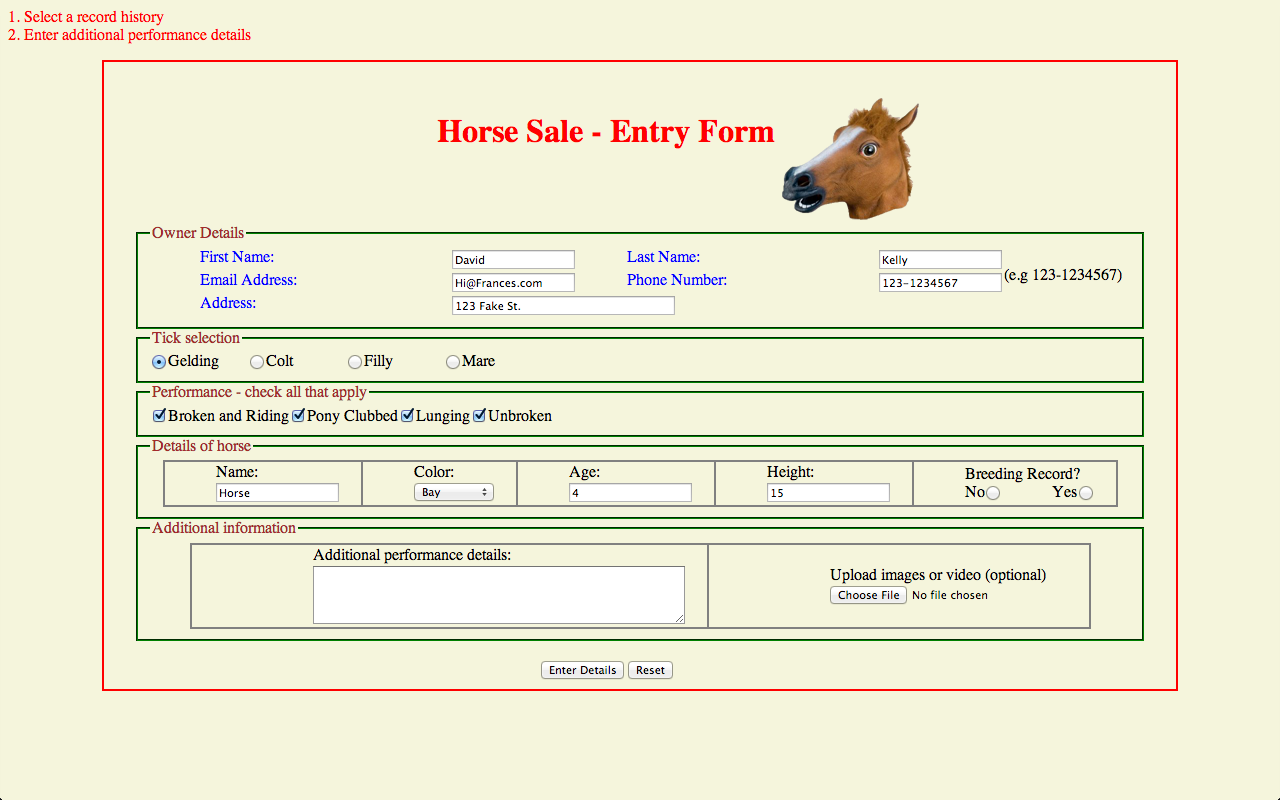 1. Select a record history
2. Enter additional performance details
Horse Sale - Entry Form
Owner Details
First Name: David Last Name: Kelly
Email Address: Hi@Frances.com Phone Number: 123-1234567 (e.g 123-1234567)
Address: 123 Fake St.
Tick selection
Gelding Colt Filly Mare
Performance - check all that apply
Broken and Riding Pony Clubbed Lunging Unbroken
Details of horse
Name: Color: Age: Height: Breeding Record?
Horse Bay 4 15 No Yes
Additional information
Additional performance details:
Upload images or video (optional)
Choose File No file chosen
Enter Details Reset